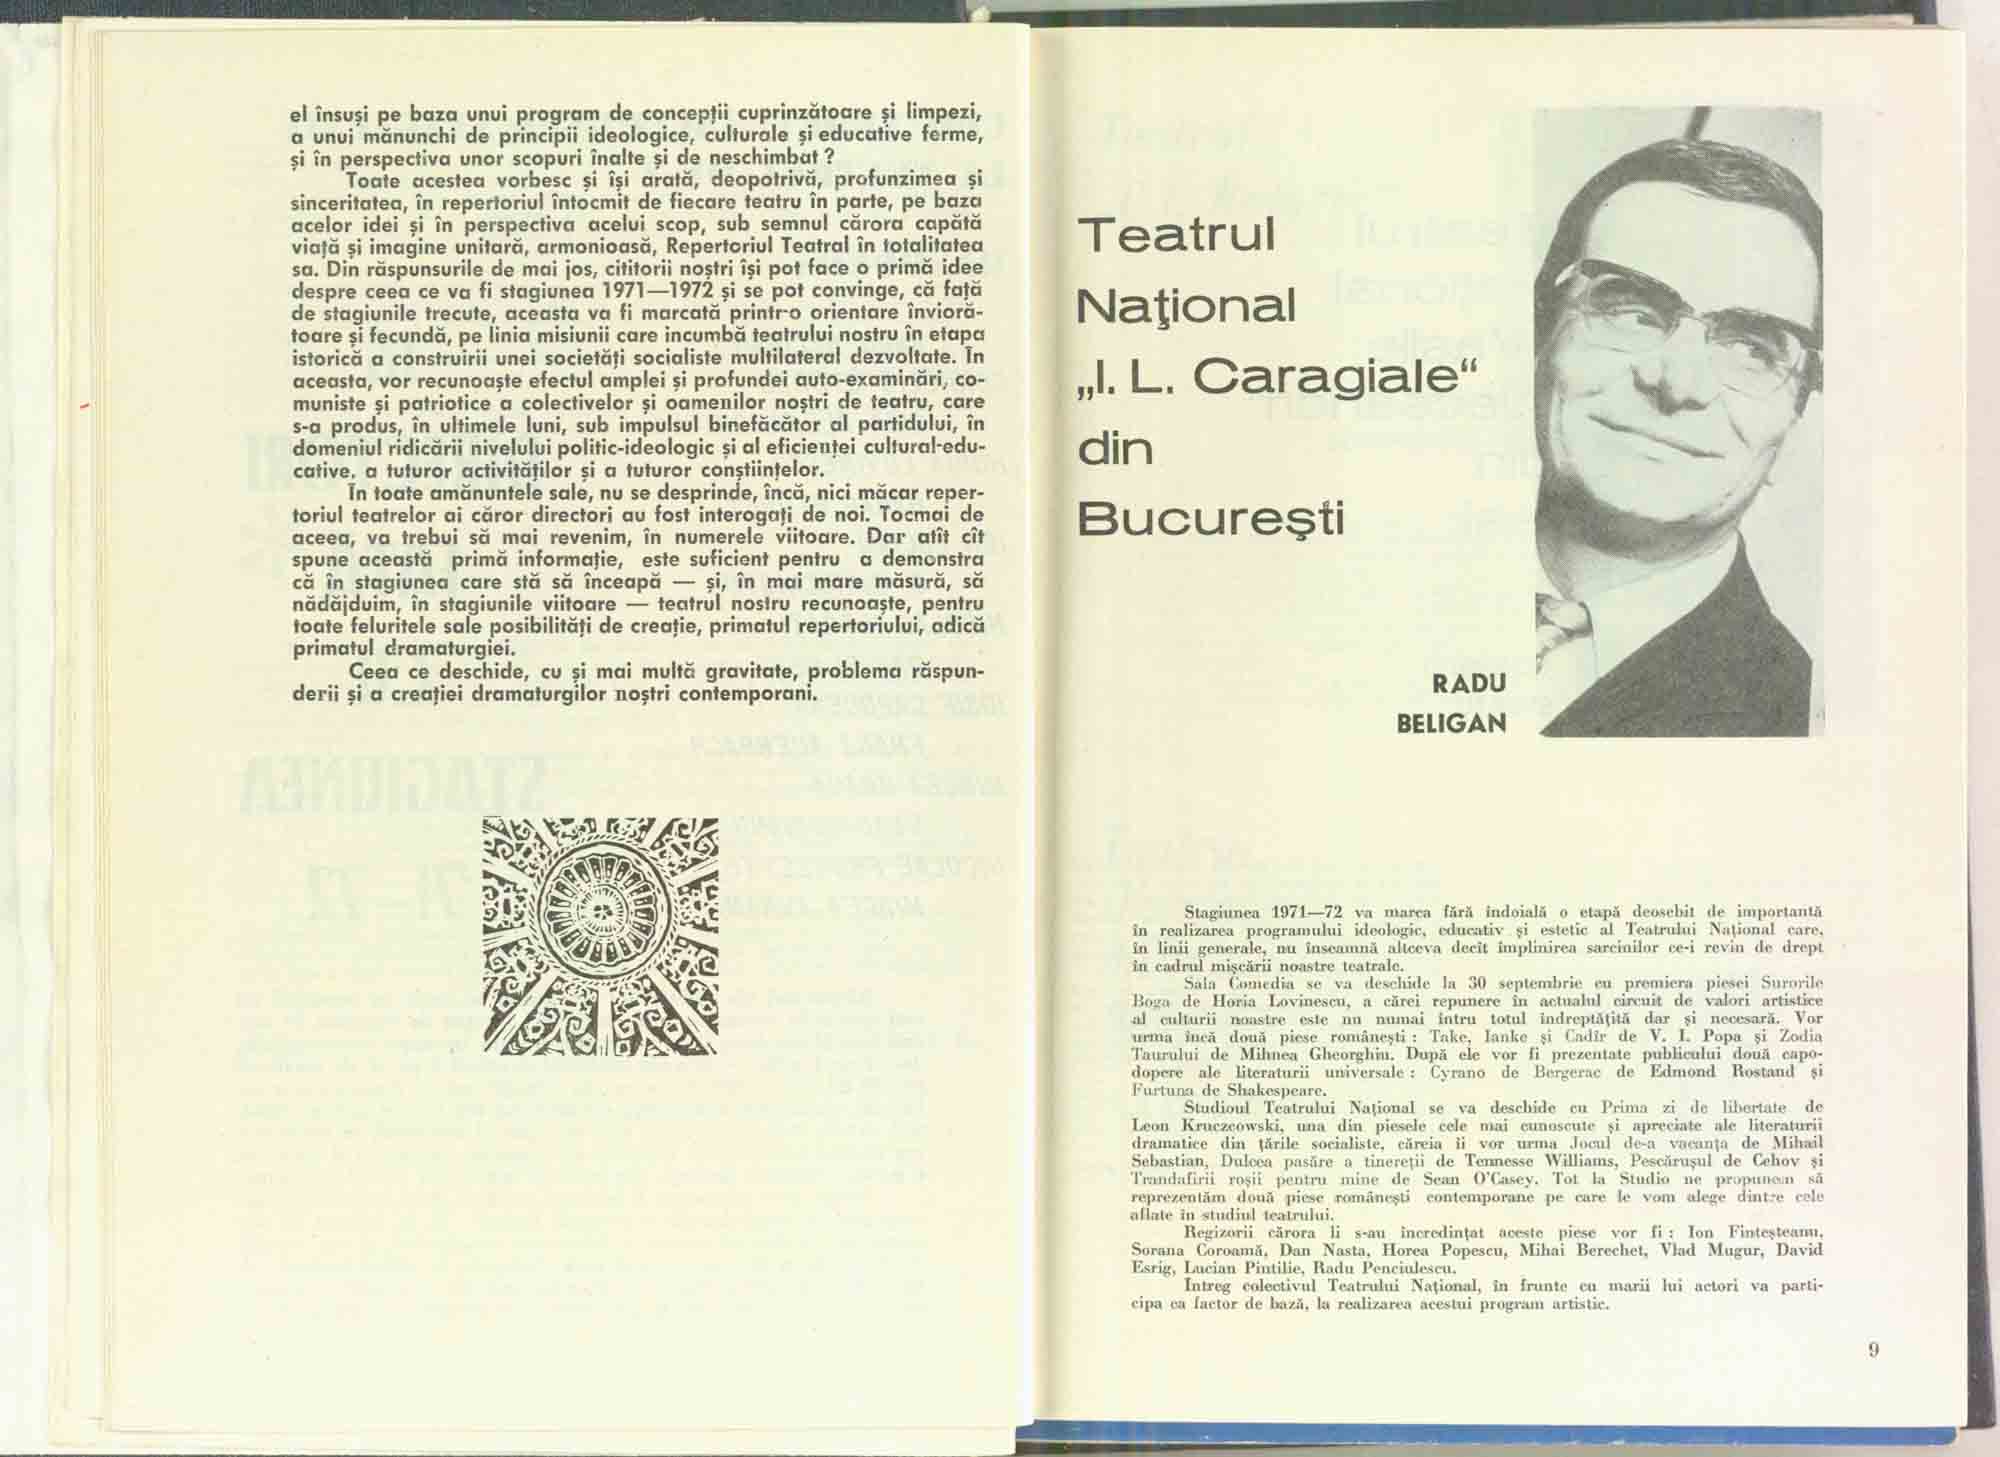 el însuși pe baza unui program de concepții cuprinzătoare și limpezi,
a unui mănunchi de principii ideologice, culturale și educative ferme,
și în perspectiva unor scopuri înalte și de neschimbat ?
Toate acestea vorbesc și își arată, deopotrivă, profunzimea și
sinceritatea, în repertoriul întocmit de fiecare teatru în parte, pe baza
acelor idei și în perspectiva acelui scop, sub semnul cărora capătă
viață și imagine unitară, armonioasă, Repertoriul Teatral în totalitatea
sa. Din răspunsurile de mai jos, cititorii noștri își pot face o primă idee
despre ceea ce va fi stagiunea 1971—1972 și se pot convinge, că față
de stagiunile trecute, aceasta va fi marcată printr-o orientare învioră-
toare și fecundă, pe linia misiunii care incumbă teatrului nostru în etapa
istorică a construirii unei societăți socialiste multilateral dezvoltate. În
aceasta, vor recunoaște efectul amplei și profundei auto-examinări, co-
muniste și patriotice a colectivelor și oamenilor noștri de teatru, care
s-a produs, în ultimele luni, sub impulsul binefăcător al partidului, în
domeniul ridicării nivelului politic-ideologic și al eficienței cultural-edu-
cative, a tuturor activităților și a tuturor conștiințelor.
În toate amănuntele sale, nu se desprinde, încă, nici măcar reper-
toriul teatrelor ai căror directori au fost interogați de noi. Tocmai de
aceea, va trebui să mai revenim, în numerele viitoare. Dar atît cît
spune această primă informație, este suficient pentru a demonstra
că în stagiunea care stă să înceapă — și, în mai mare măsură, să
nădăjduim, în stagiunile viitoare — teatrul nostru recunoaște, pentru
toate feluritele sale posibilități de creație, primatul repertoriului, adică
primatul dramaturgiei.
Ceea ce deschide, cu și mai multă gravitate, problema răspun-
derii și a creației dramaturgilor noștri contemporani.
Teatrul
Național
„I. L. Caragiale“
din
București
RADU
BELIGAN
Stagiunea 1971—72 va marca fără îndoială o etapă deosebit de importantă
în realizarea programului ideologic, educativ și estetic al Teatrului Național care,
în linii generale, nu înseamnă altceva decît împlinirea sarcinilor ce-i revin de drept
în cadrul mișcării noastre teatrale.
Sala Comedia se va deschide la 30 septembrie cu premiera piesei Surorile
Boga de Horia Lovinescu, a cărei repunere în actualul circuit de valori artistice
al culturii noastre este nu numai întru totul îndreptățită dar și necesară. Vor
urma încă două piese românești : Take, Ianke și Cadîr de V. I. Popa și Zodia
Taurului de Mihnea Gheorghiu. După ele vor fi prezentate publicului două capo-
dopere ale literaturii universale : Cyrano de Bergerac de Edmond Rostand și
Furtuna de Shakespeare.
Studioul Teatrului Național se va deschide cu Prima zi de libertate de
Leon Kruczcowski, una din piesele cele mai cunoscute și apreciate ale literaturii
dramatice din țările socialiste, căreia îi vor urma Jocul de-a vacanța de Mihail
Sebastian, Dulcea pasăre a tinereții de Tennesse Williams, Pescărușul de Cehov și
Trandafirii roșii pentru mine de Sean O'Casey. Tot la Studio ne propunem să
reprezentăm două piese românești contemporane pe care le vom alege dintre cele
aflate în studiul teatrului.
Regizorii cărora li s-au încredințat aceste piese vor fi : Ion Finteșteanu,
Sorana Coroamă, Dan Nasta, Horea Popescu, Mihai Berechet, Vlad Mugur, David
Esrig, Lucian Pintilie, Radu Penciulescu.
Intreg colectivul Teatrului Național, în frunte cu marii lui actori va parti-
cipa ca factor de bază, la realizarea acestui program artistic.
9